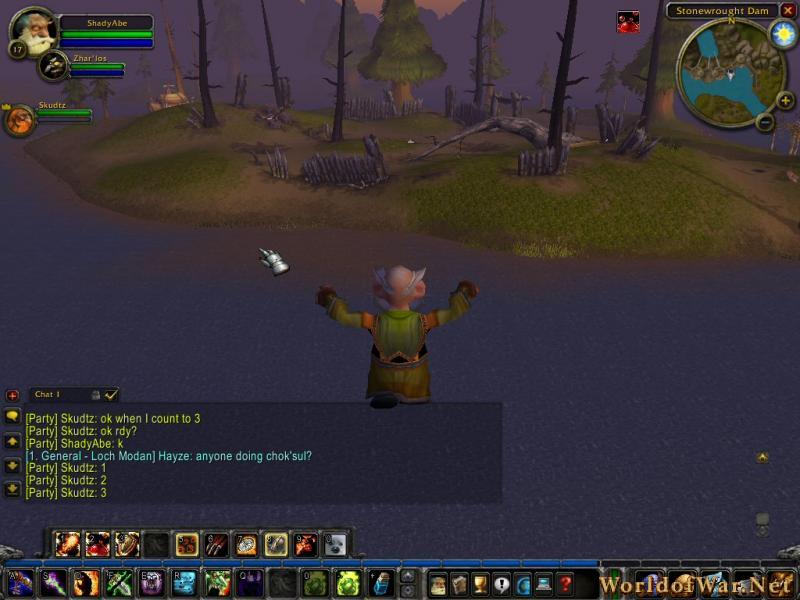 ShadyAbe
Stonewrought Dam
N
17
Zhar'los
Skudtz
Chat 1
[Party] Skudtz: ok when I count to 3
[Party] Skudtz: ok rdy?
[Party] ShadyAbe: k
[1. General - Loch Modan] Hayze: anyone doing chok'sul?
[Party] Skudtz: 1
[Party] Skudtz: 2
[Party] Skudtz: 3
WorldofWar.Net